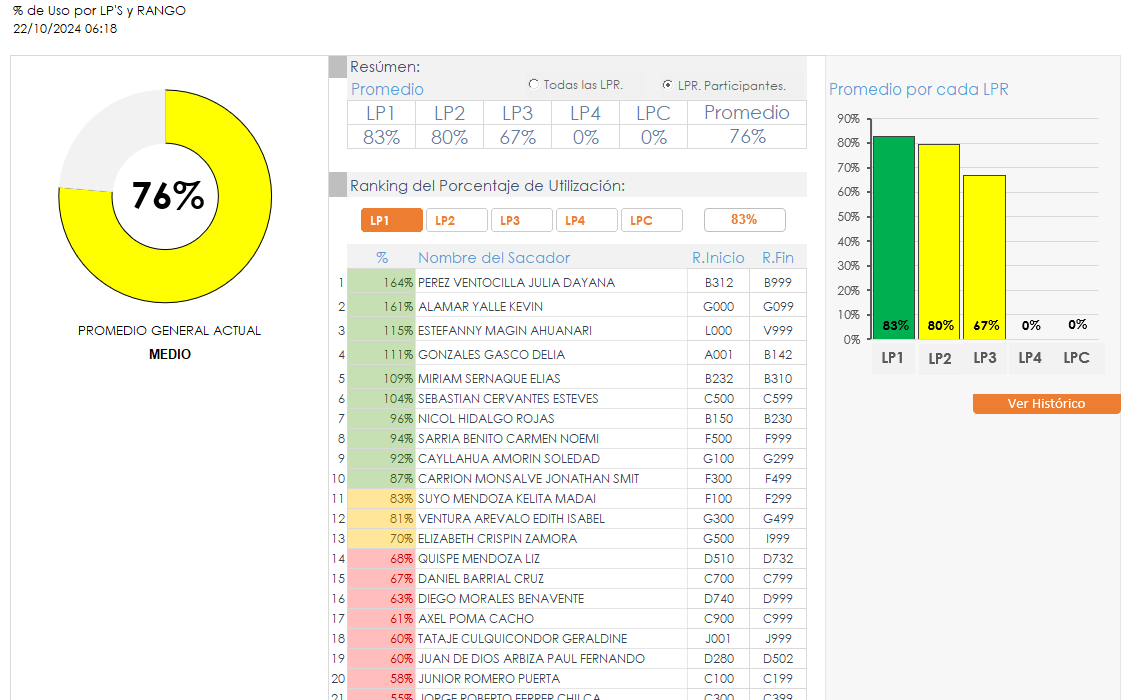 % de Uso por LP'S y RANGO
22/10/2024 06:18
76%
PROMEDIO GENERAL ACTUAL
MEDIO
Resúmen:
Promedio
Todas las LPR.
LPR. Participantes.
LP1 LP2 LP3 LP4 LPC Promedio
83% 80% 67% 0% 0% 76%
Ranking del Porcentaje de Utilización:
LP1 LP2 LP3 LP4 LPC 83%
% Nombre del Sacador R.Inicio R.Fin
1 164% PEREZ VENTOCILLA JULIA DAYANA B312 B999
2 161% ALAMAR YALLE KEVIN G000 G099
3 115% ESTEFANNY MAGIN AHUANARI L000 V999
4 111% GONZALES GASCO DELIA A001 B142
5 109% MIRIAM SERNAQUE ELIAS B232 B310
6 104% SEBASTIAN CERVANTES ESTEVES C500 C599
7 96% NICOL HIDALGO ROJAS B150 B230
8 94% SARRIA BENITO CARMEN NOEMI F500 F999
9 92% CAYLLAHUA AMORIN SOLEDAD G100 G299
10 87% CARRION MONSALVE JONATHAN SMIT F300 F499
11 83% SUYO MENDOZA KELITA MADAI F100 F299
12 81% VENTURA AREVALO EDITH ISABEL G300 G499
13 70% ELIZABETH CRISPIN ZAMORA G500 I999
14 68% QUISPE MENDOZA LIZ D510 D732
15 67% DANIEL BARRIAL CRUZ C700 C799
16 63% DIEGO MORALES BENAVENTE D740 D999
17 61% AXEL POMA CACHO C900 C999
18 60% TATAJE CULQUICONDOR GERALDINE J001 J999
19 60% JUAN DE DIOS ARBIZA PAUL FERNANDO D280 D502
20 58% JUNIOR ROMERO PUERTA C100 C199
21 55% JORGE ROBERTO FERRER CHILCA C300 C399
Promedio por cada LPR
90%
80%
70%
60%
50%
40%
30%
20%
10%
0%
83% 80% 67% 0% 0%
LP1 LP2 LP3 LP4 LPC
Ver Histórico